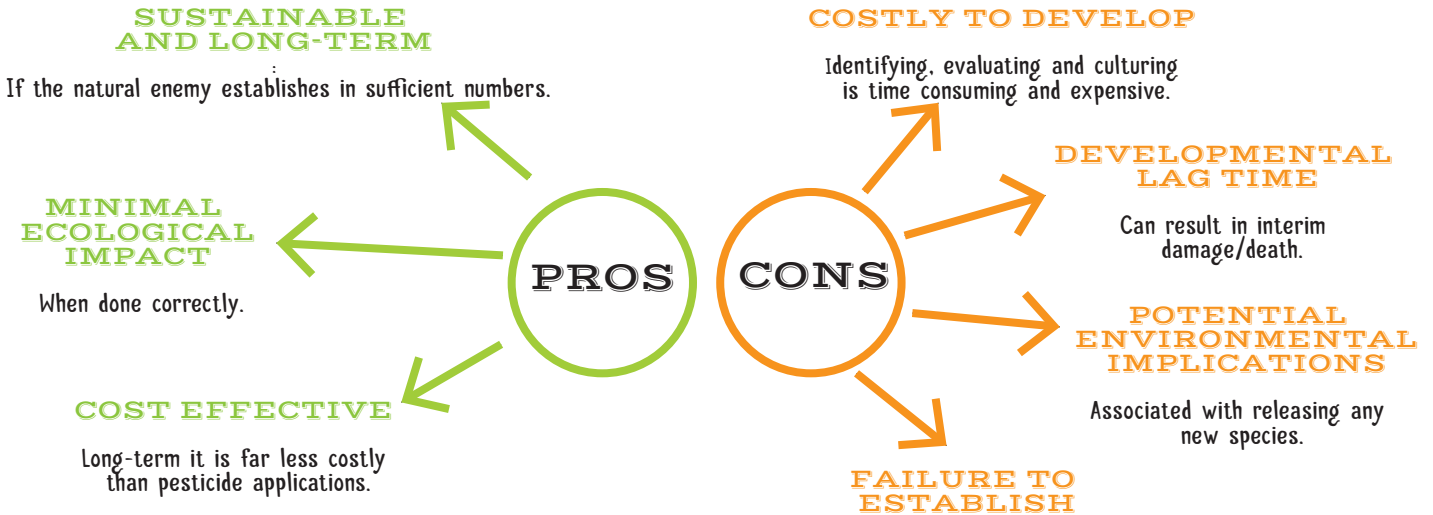 SUSTAINABLE
AND LONG-TERM
:
If the natural enemy establishes in sufficient numbers.
MINIMAL
ECOLOGICAL
IMPACT
When done correctly.
COST EFFECTIVE
Long-term it is far less costly
than pesticide applications.
PROS
CONS
COSTLY TO DEVELOP
Identifying, evaluating and culturing
is time consuming and expensive.
DEVELOPMENTAL
LAG TIME
Can result in interim
damage/death.
POTENTIAL
ENVIRONMENTAL
IMPLICATIONS
Associated with releasing any
new species.
FAILURE TO
ESTABLISH